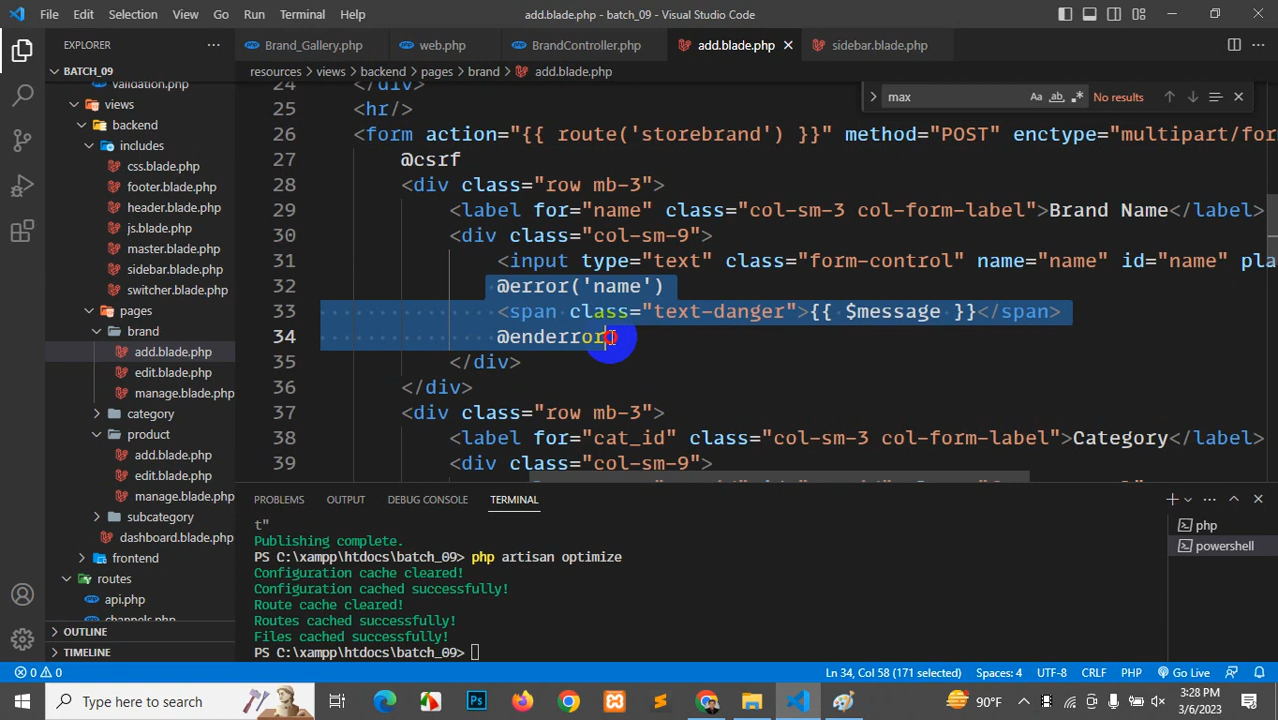 File Edit Selection View Go Run Terminal Help
add.blade.php - batch_09 - Visual Studio Code
EXPLORER
Brand_Gallery.php
web.php
BrandController.php
add.blade.php
sidebar.blade.php
BATCH_09
resources > views > backend > pages > brand > add.blade.php
validation.php
views
backend
includes
css.blade.php
footer.blade.php
header.blade.php
js.blade.php
master.blade.php
sidebar.blade.php
switcher.blade.php
pages
brand
add.blade.php
edit.blade.php
manage.blade.php
category
product
add.blade.php
edit.blade.php
manage.blade.php
subcategory
dashboard.blade.php
frontend
routes
api.php
channels.php
OUTLINE
TIMELINE
max
Aa ab No results
24 </div>
25 <hr/>
26 <form action="{{ route('storebrand') }}" method="POST" enctype="multipart/for
27 @csrf
28 <div class="row mb-3">
29 <label for="name" class="col-sm-3 col-form-label">Brand Name</label>
30 <div class="col-sm-9">
31 <input type="text" class="form-control" name="name" id="name" pla
32 @error('name')
33 <span class="text-danger">{{ $message }}</span>
34 @enderror
35 </div>
36 </div>
37 <div class="row mb-3">
38 <label for="cat_id" class="col-sm-3 col-form-label">Category</label>
39 <div class="col-sm-9">
PROBLEMS OUTPUT DEBUG CONSOLE TERMINAL
t"
Publishing complete.
PS C:\xampp\htdocs\batch_09> php artisan optimize
Configuration cache cleared!
Configuration cached successfully!
Route cache cleared!
Routes cached successfully!
Files cached successfully!
PS C:\xampp\htdocs\batch_09>
php
powershell
0 0
Ln 34, Col 58 (171 selected) Spaces: 4 UTF-8 CRLF PHP Go Live
Type here to search
Ps
90°F
3:28 PM
3/6/2023